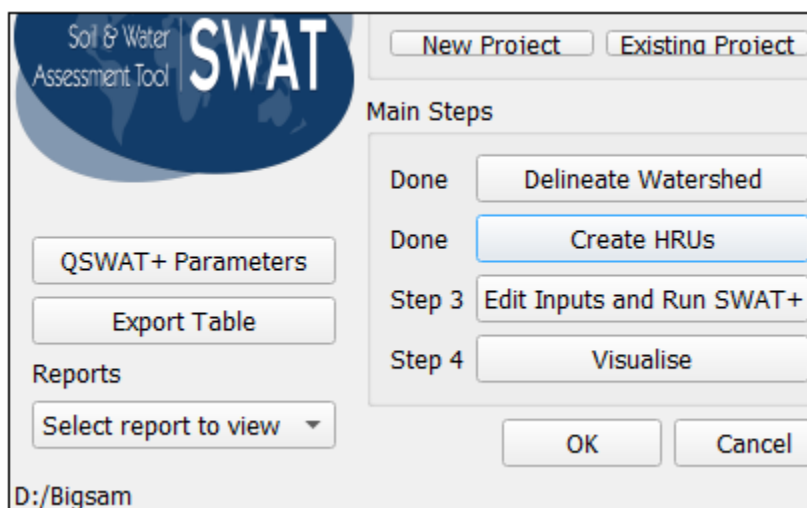 Soil & Water
Assessment Tool
SWAT
New Project
Existing Project
Main Steps
Done
Delineate Watershed
Done
Create HRUs
QSWAT+ Parameters
Step 3
Edit Inputs and Run SWAT+
Export Table
Step 4
Visualise
Reports
Select report to view
OK
Cancel
D:/Bigsam